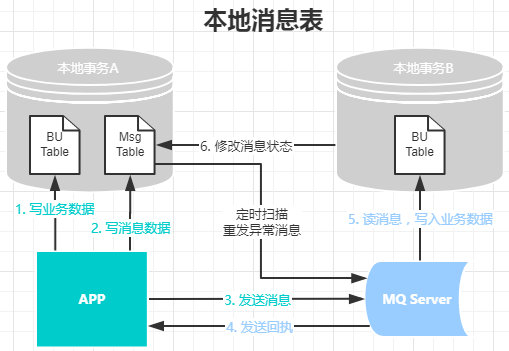 本地消息表
本地事务A
本地事务B
BU
Table
Msg
Table
BU
Table
6. 修改消息状态
1. 写业务数据
2. 写消息数据
定时扫描
重发异常消息
5. 读消息，写入业务数据
APP
3. 发送消息
MQ Server
4. 发送回执